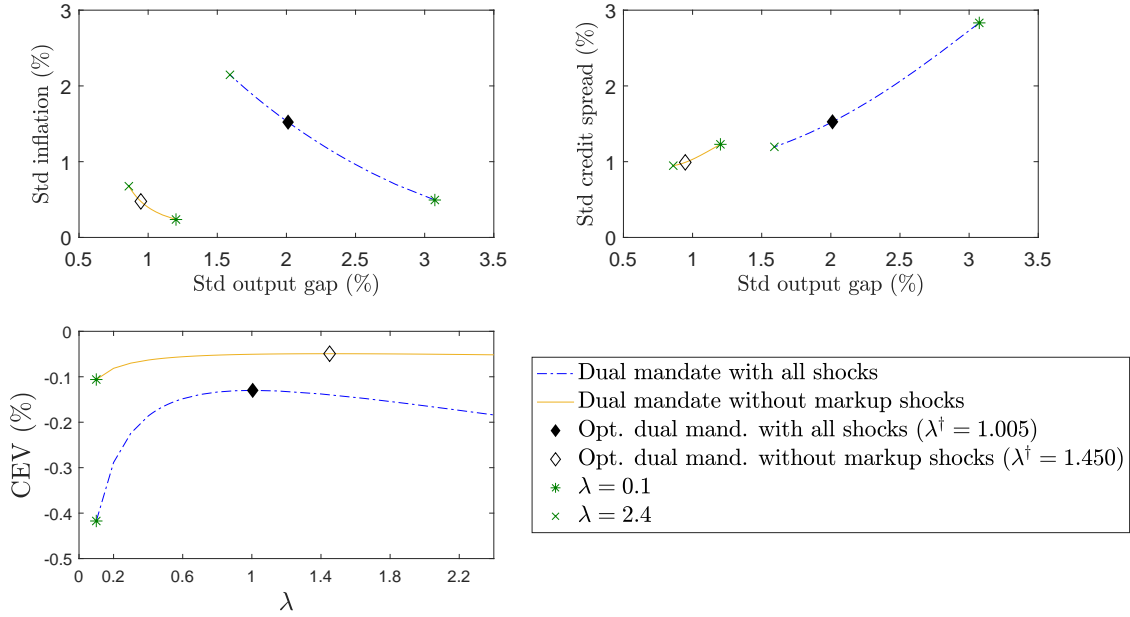 3
2
1
0
Std inflation (%)
0.5 1 1.5 2 2.5 3 3.5
Std output gap (%)
3
2
1
0
Std credit spread (%)
0.5 1 1.5 2 2.5 3 3.5
Std output gap (%)
0
-0.1
-0.2
-0.3
-0.4
-0.5
CEV (%)
0 0.2 0.6 1 1.4 1.8 2.2
λ
Dual mandate with all shocks
Dual mandate without markup shocks
Opt. dual mand. with all shocks (λ† = 1.005)
Opt. dual mand. without markup shocks (λ† = 1.450)
λ = 0.1
λ = 2.4